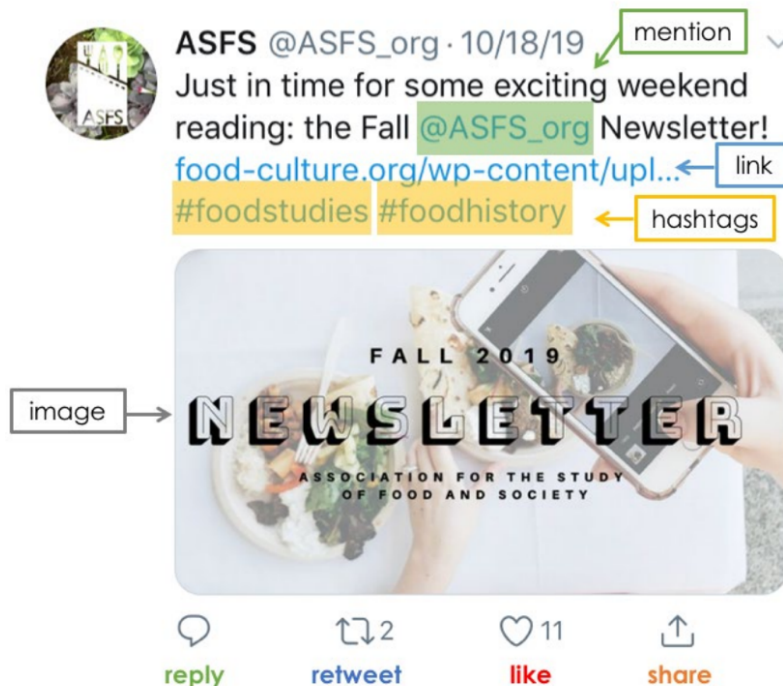 ASFS @ASFS_org · 10/18/19
mention
Just in time for some exciting weekend
reading: the Fall @ASFS_org Newsletter!
food-culture.org/wp-content/upl...
link
#foodstudies #foodhistory
hashtags
ASFS
FALL 2019
image
NEWSLETTER
ASSOCIATION FOR THE STUDY
OF FOOD AND SOCIETY
2
11
reply
retweet
like
share